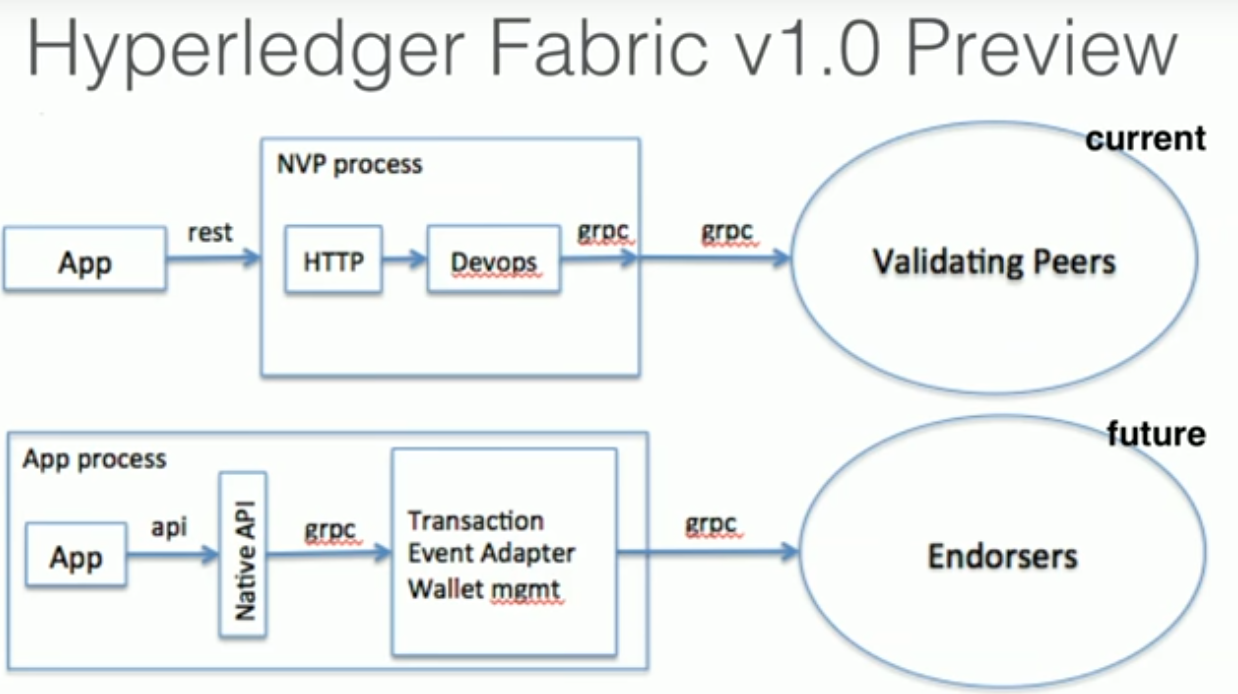 Hyperledger Fabric v1.0 Preview
current
NVP process
App
rest
HTTP
Devops
grpc
grpc
Validating Peers
future
App process
App
api
Native API
grpc
Transaction
Event Adapter
Wallet mgmt
grpc
Endorsers